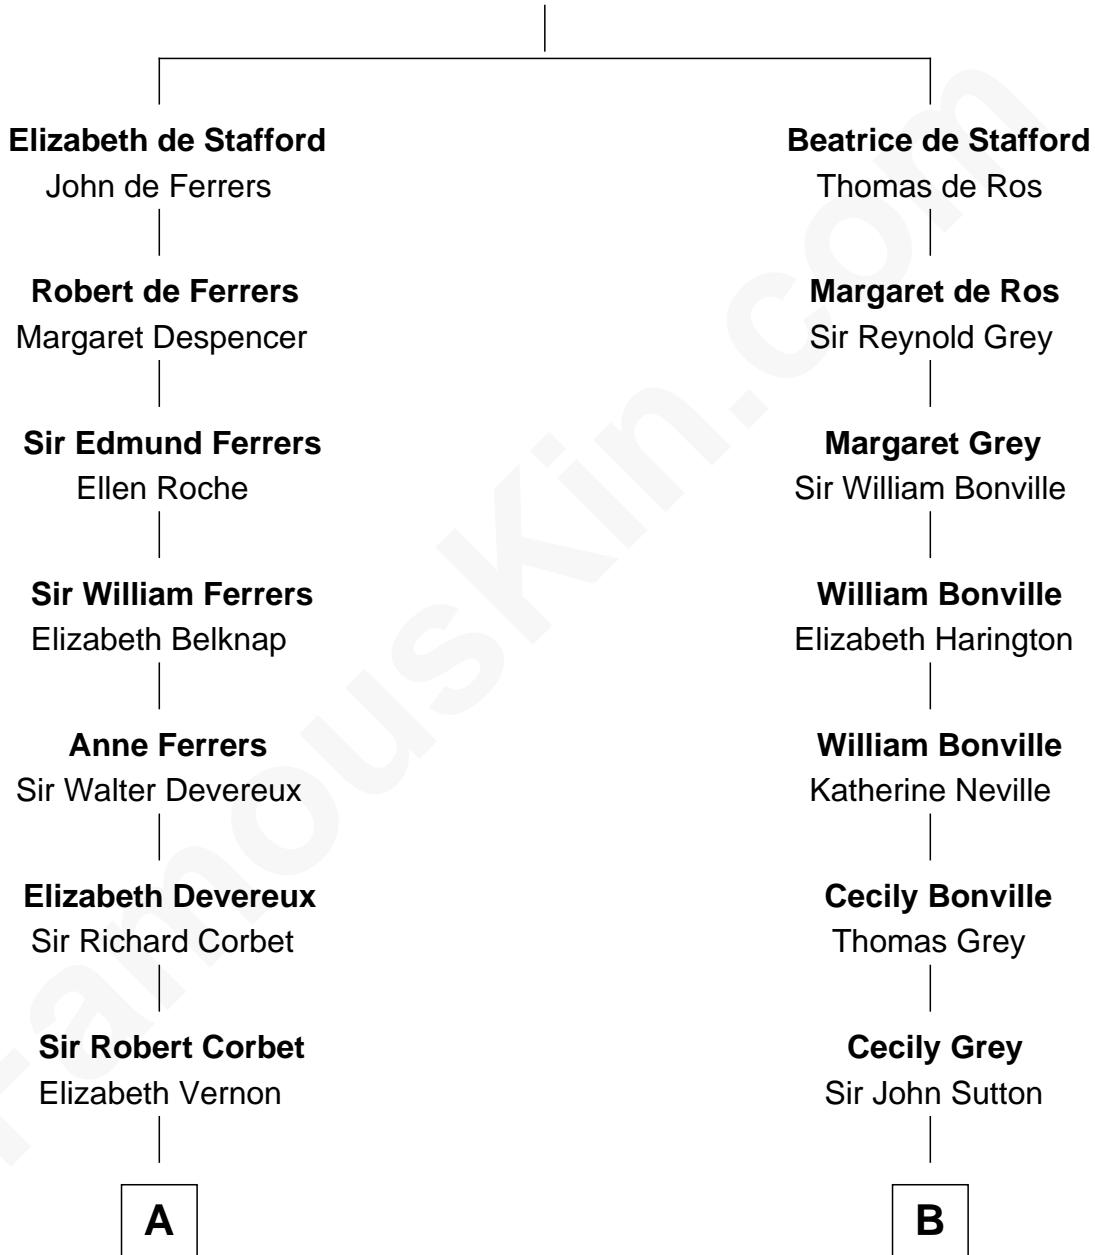 Elizabeth de Stafford
John de Ferrers
Robert de Ferrers
Margaret Despencer
Sir Edmund Ferrers
Ellen Roche
Sir William Ferrers
Elizabeth Belknap
Anne Ferrers
Sir Walter Devereux
Elizabeth Devereux
Sir Richard Corbet
Sir Robert Corbet
Elizabeth Vernon
A
Beatrice de Stafford
Thomas de Ros
Margaret de Ros
Sir Reynold Grey
Margaret Grey
Sir William Bonville
William Bonville
Elizabeth Harington
William Bonville
Katherine Neville
Cecily Bonville
Thomas Grey
Cecily Grey
Sir John Sutton
B
FamousKin.com